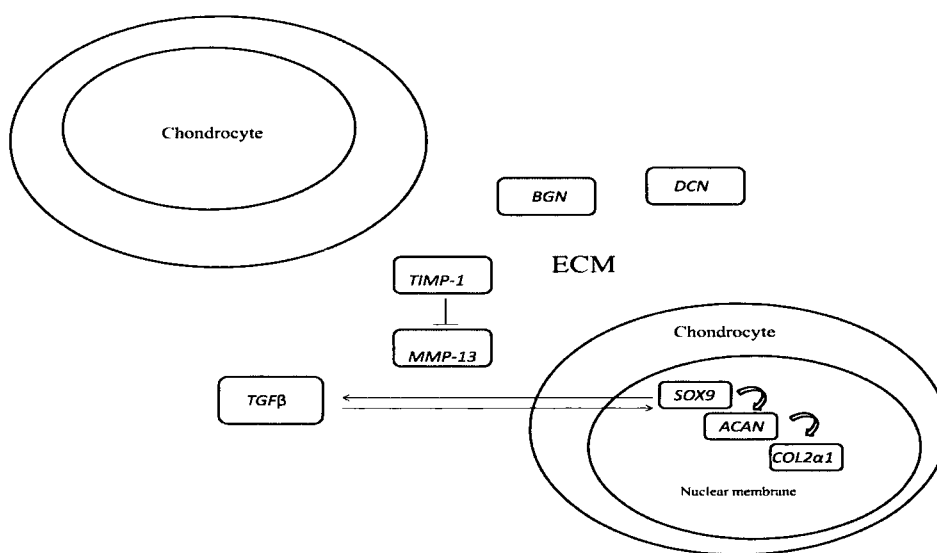 Chondrocyte
BGN
DCN
TIMP-1
ECM
MMP-13
Chondrocyte
TGFβ
SOX9
ACAN
COL2α1
Nuclear membrane